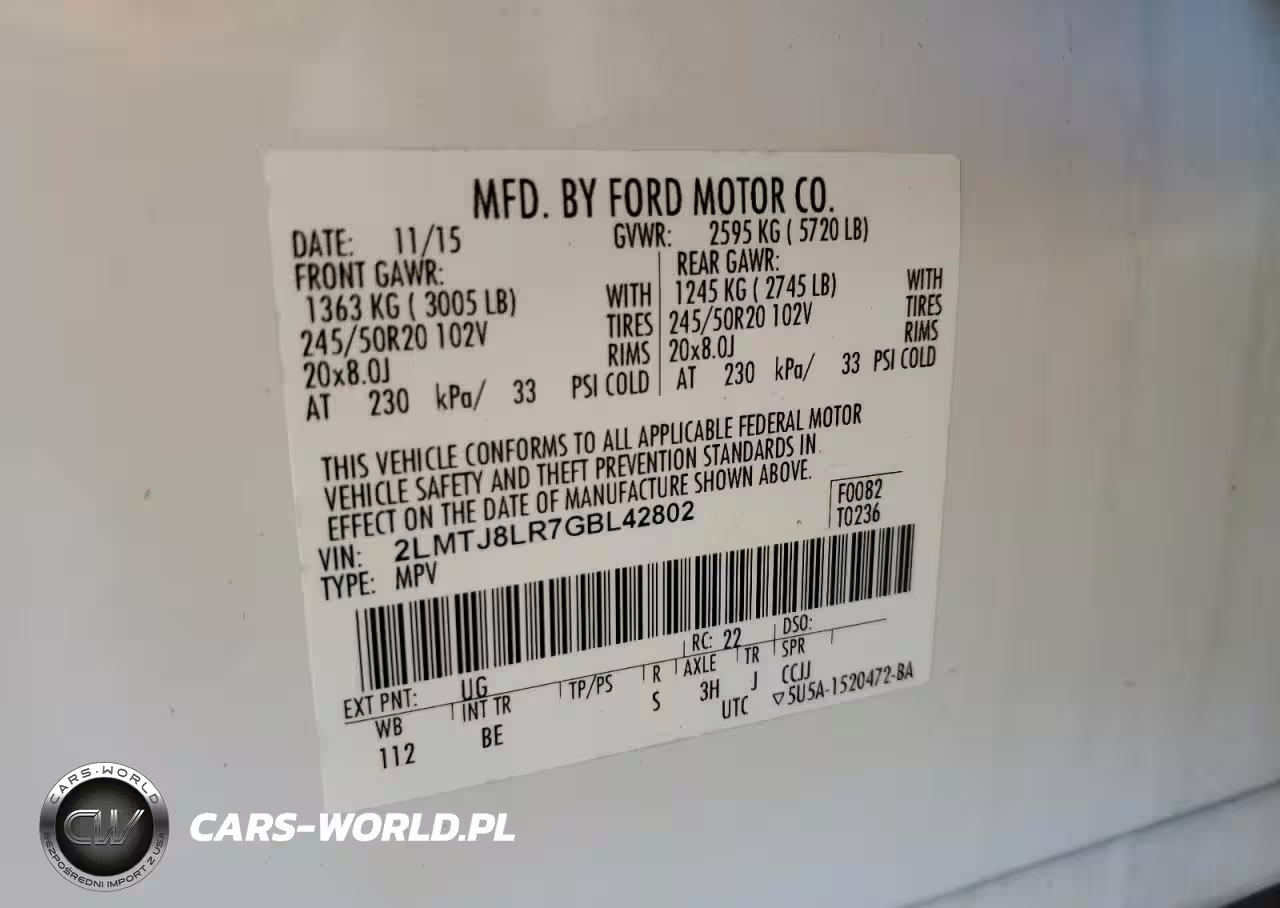 MFD. BY FORD MOTOR CO.
DATE: 11/15 GVWR: 2595 KG ( 5720 LB)
FRONT GAWR: REAR GAWR:
1363 KG ( 3005 LB) WITH 1245 KG ( 2745 LB) WITH
245/50R20 102V TIRES 245/50R20 102V TIRES
20x8.0J RIMS 20x8.0J RIMS
AT 230 kPa/ 33 PSI COLD AT 230 kPa/ 33 PSI COLD
THIS VEHICLE CONFORMS TO ALL APPLICABLE FEDERAL MOTOR
VEHICLE SAFETY AND THEFT PREVENTION STANDARDS IN
EFFECT ON THE DATE OF MANUFACTURE SHOWN ABOVE.
F0082
T0236
VIN: 2LMTJ8LR7GBL42802
TYPE: MPV
EXT PNT: UG RC: 22 DSO:
WB INT TR TP/PS R AXLE TR SPR
112 BE S 3H J CCJJ
UTC ▽5U5A-1520472-BA
CARS-WORLD
CW
BEZPOŚREDNI IMPORT Z USA
CARS-WORLD.PL